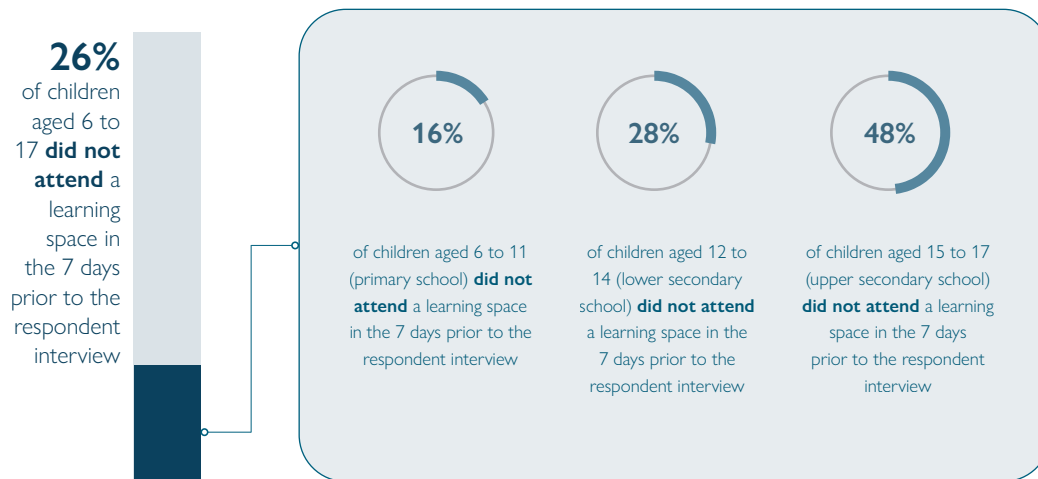 26%
of children
aged 6 to
17 did not
attend a
learning
space in
the 7 days
prior to the
respondent
interview
16%
of children aged 6 to 11
(primary school) did not
attend a learning space
in the 7 days prior to the
respondent interview
28%
of children aged 12 to
14 (lower secondary
school) did not attend
a learning space in the
7 days prior to the
respondent interview
48%
of children aged 15 to 17
(upper secondary school)
did not attend a learning
space in the 7 days
prior to the respondent
interview